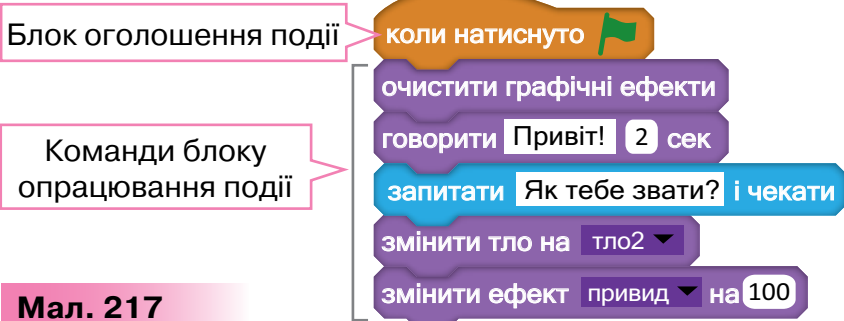 Блок оголошення події
коли натиснуто
очистити графічні ефекти
говорити Привіт! 2 сек
Команди блоку
опрацювання події
запитати Як тебе звати? і чекати
змінити тло на тло2
змінити ефект привид на 100
Мал. 217